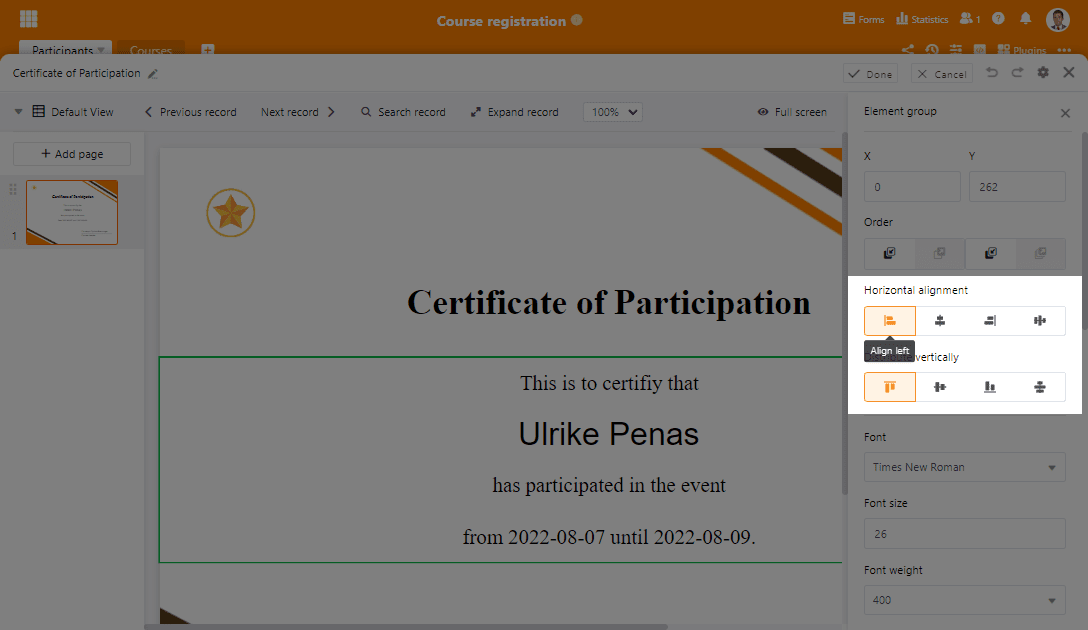 Course registration
Forms
Statistics
1
?
Participants
Courses
Plugins
Certificate of Participation
Done
Cancel
Default View
Previous record
Next record
Search record
Expand record
100%
Full screen
Element group
Add page
1
Certificate of Participation
X
Y
0
262
Order
Horizontal alignment
Align left
vertically
Font
Times New Roman
Font size
26
Font weight
400
Certificate of Participation
This is to certifiy that
Ulrike Penas
has participated in the event
from 2022-08-07 until 2022-08-09.